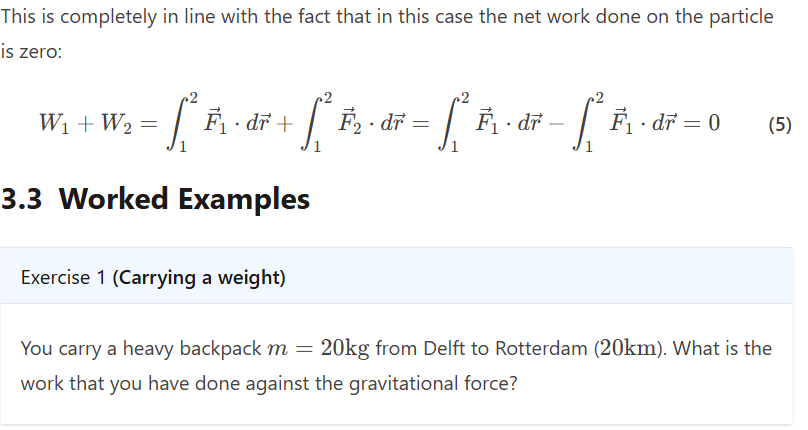 This is completely in line with the fact that in this case the net work done on the particle
is zero:
W₁ + W₂ = ∫₁² F⃗₁ · dr⃗ + ∫₁² F⃗₂ · dr⃗ = ∫₁² F⃗₁ · dr⃗ − ∫₁² F⃗₁ · dr⃗ = 0 (5)
3.3 Worked Examples
Exercise 1 (Carrying a weight)
You carry a heavy backpack m = 20kg from Delft to Rotterdam (20km). What is the
work that you have done against the gravitational force?